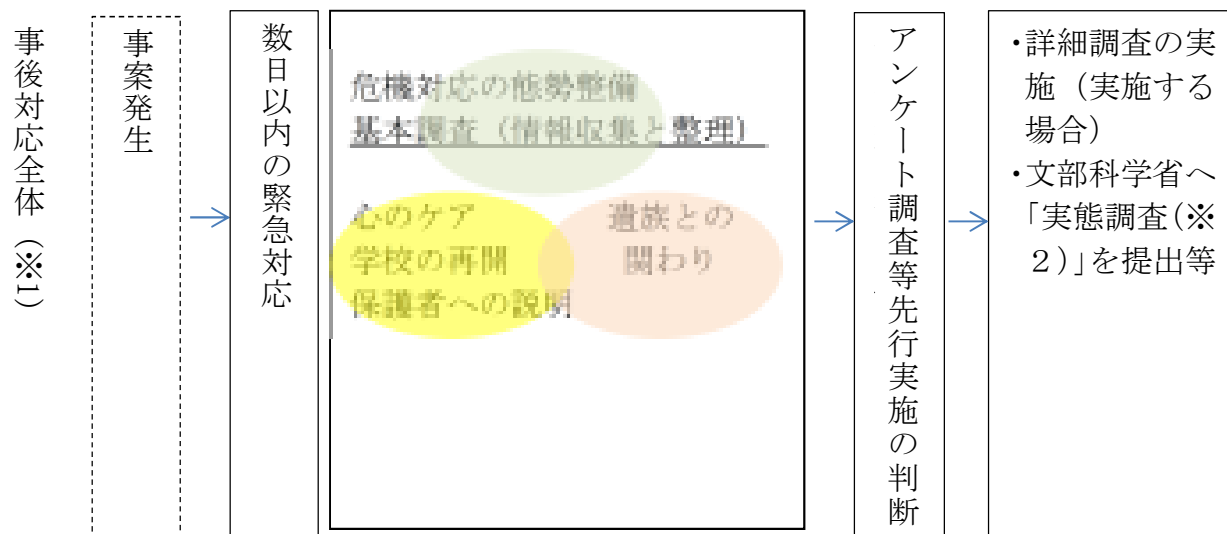 事後対応全体（※1）
事案発生
数日以内の緊急対応
危機対応の態勢整備
基本調査（情報収集と整理）
心のケア
学校の再開
保護者への説明
遺族との
関わり
アンケート調査等先行実施の判断
・詳細調査の実
施（実施する
場合）
・文部科学省へ
「実態調査（※
２）」を提出等